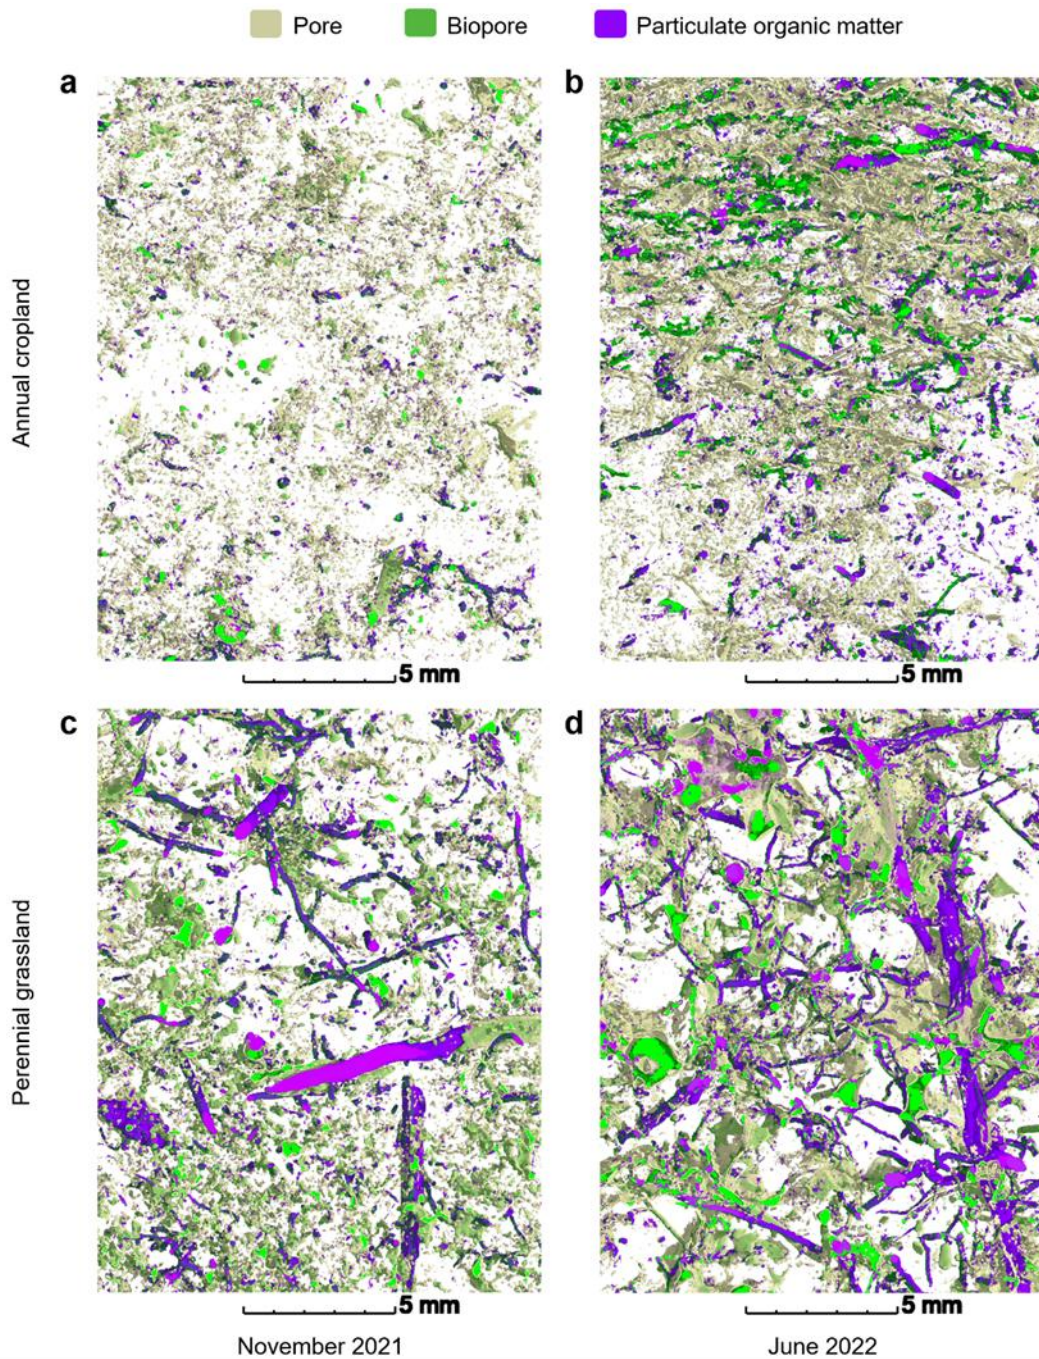 Pore Biopore Particulate organic matter
a b
Annual cropland
5 mm 5 mm
c d
Perennial grassland
5 mm 5 mm
November 2021 June 2022